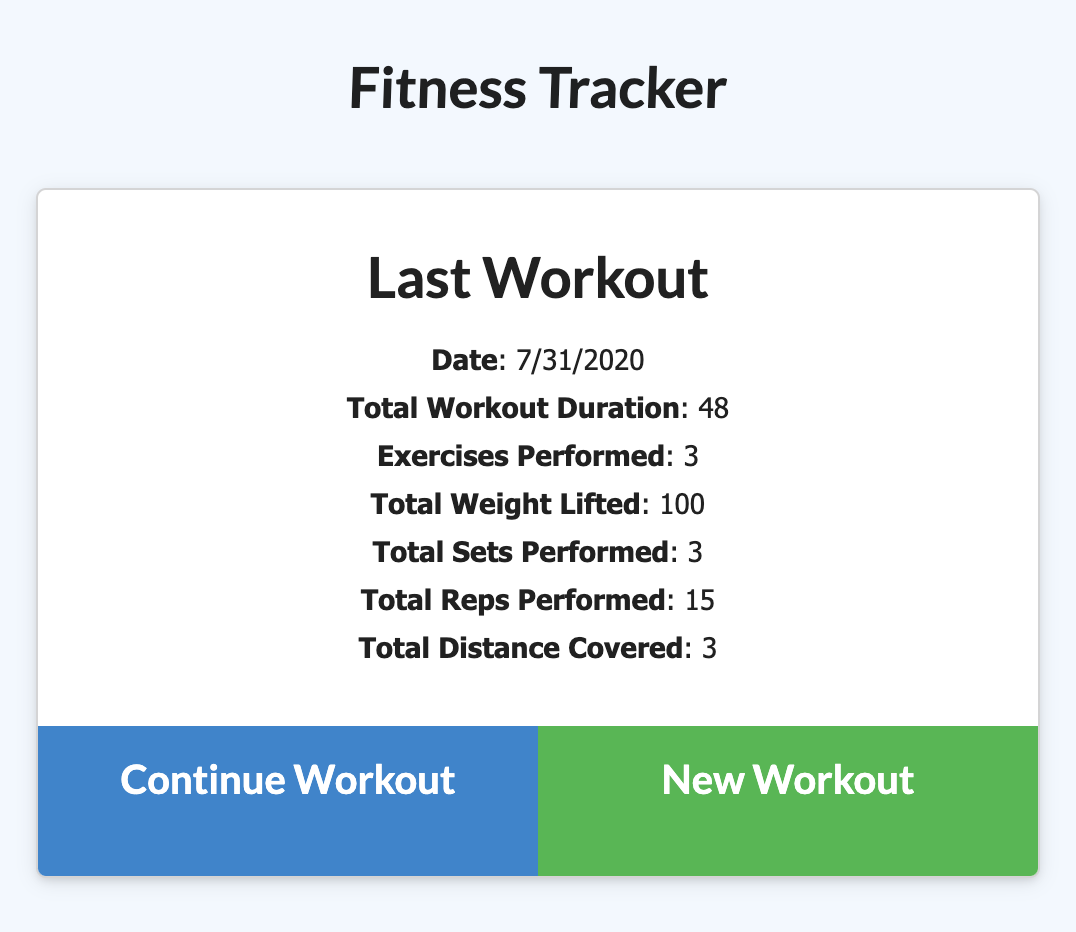 Fitness Tracker
Last Workout
Date: 7/31/2020
Total Workout Duration: 48
Exercises Performed: 3
Total Weight Lifted: 100
Total Sets Performed: 3
Total Reps Performed: 15
Total Distance Covered: 3
Continue Workout
New Workout